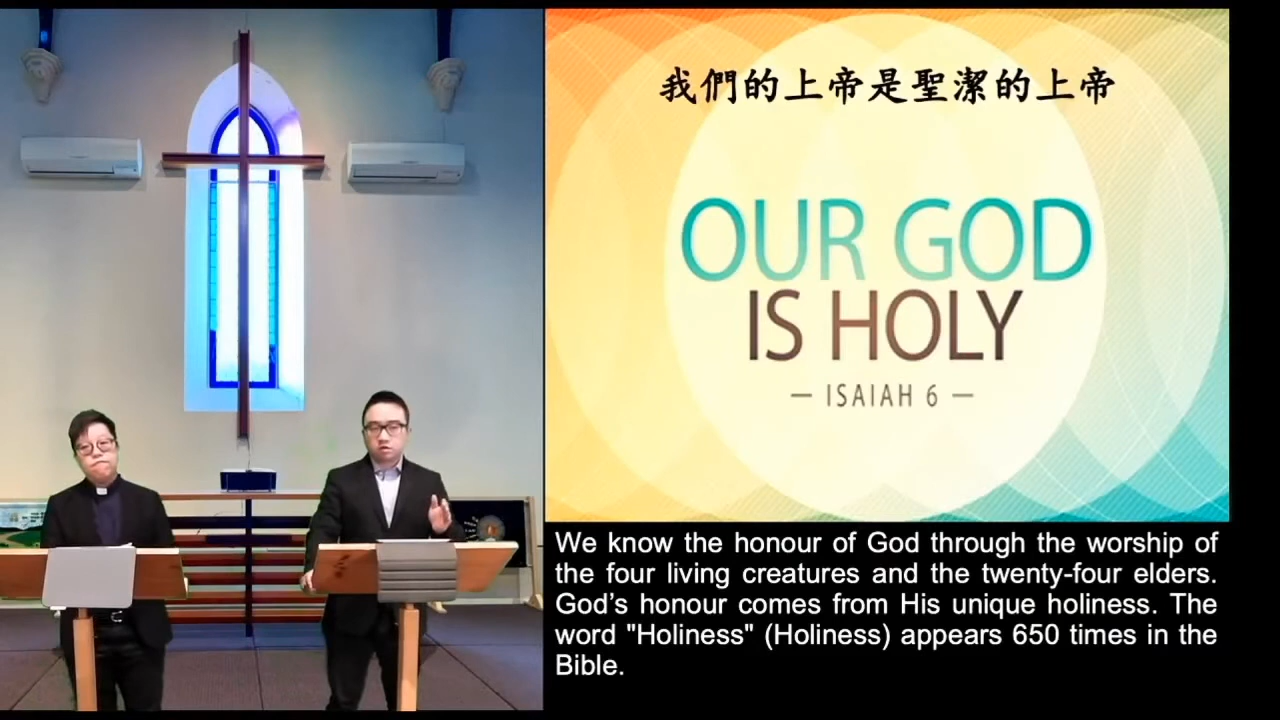 我們的上帝是聖潔的上帝
OUR GOD
IS HOLY
— ISAIAH 6 —
We know the honour of God through the worship of
the four living creatures and the twenty-four elders.
God’s honour comes from His unique holiness. The
word "Holiness" (Holiness) appears 650 times in the
Bible.